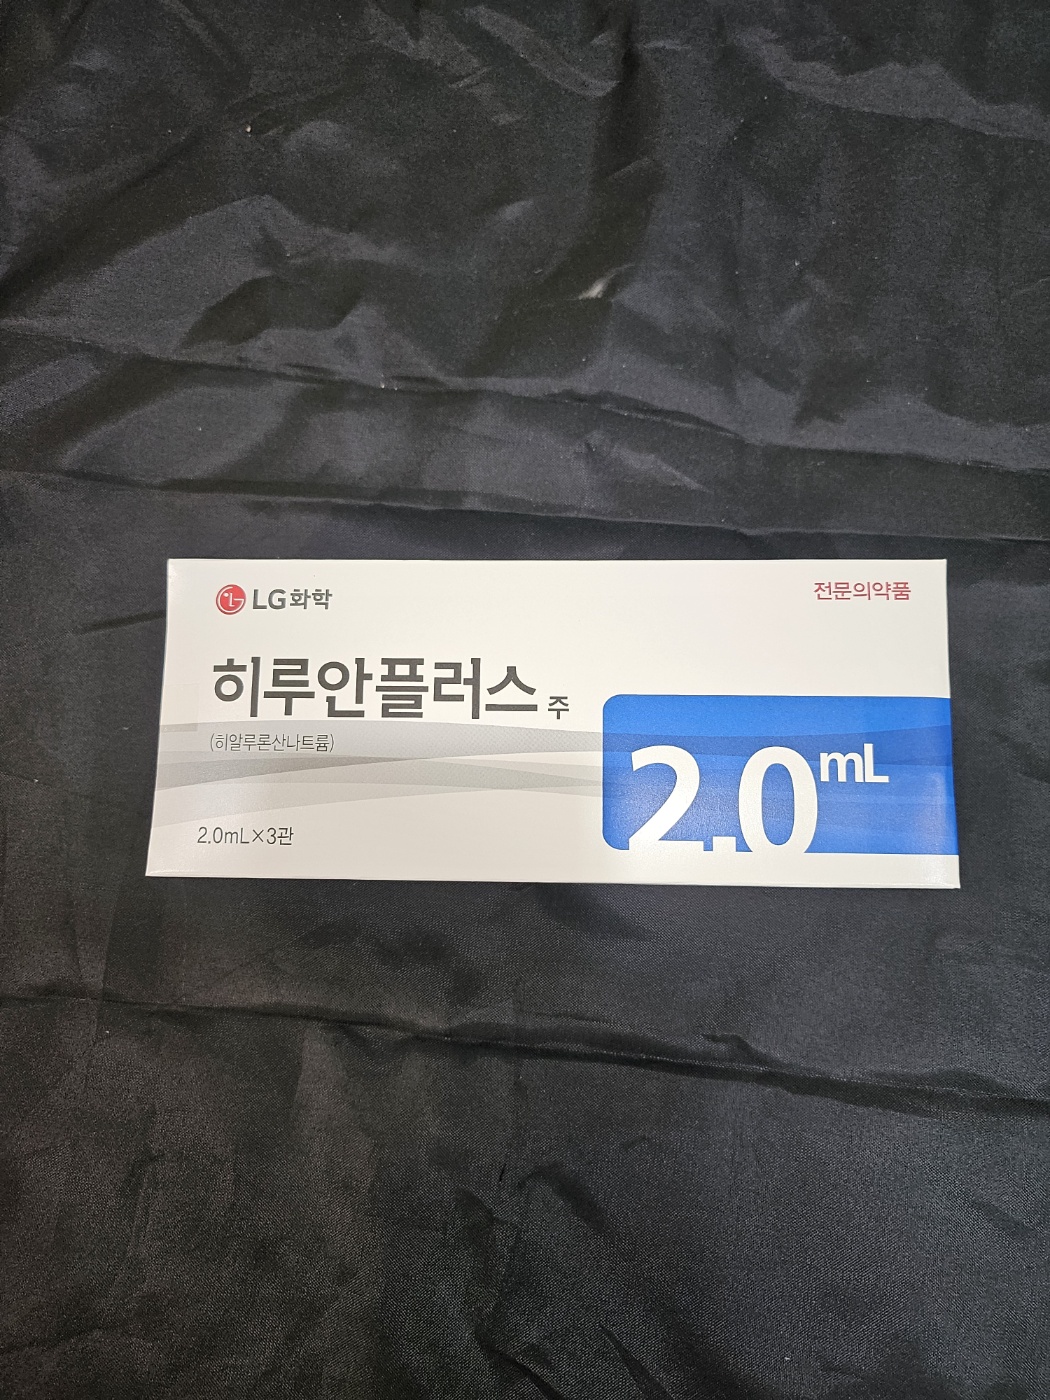 LG화학
전문의약품
히루안플러스 주
(히알루론산나트륨)
2.0mL
2.0mL×3관